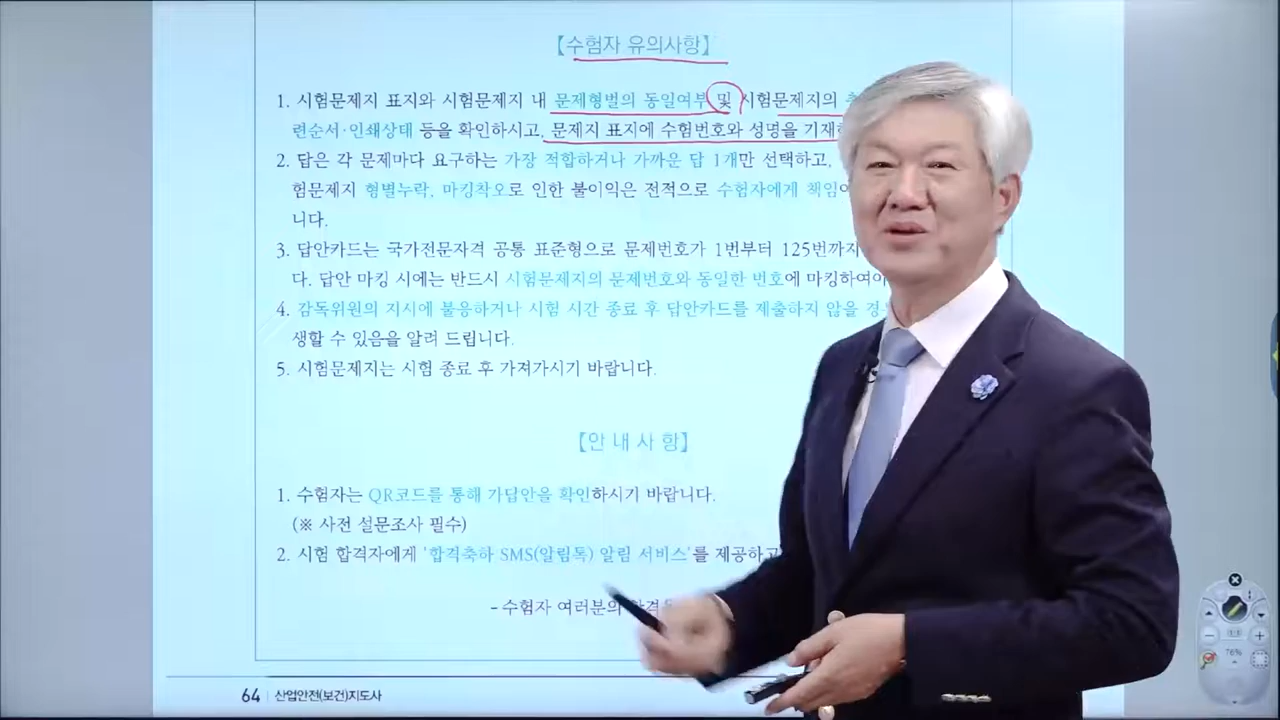 【수험자 유의사항】
1. 시험문제지 표지와 시험문제지 내 문제형벌의 동일여부 및 시험문제지의
련순서·인쇄상태 등을 확인하시고, 문제지 표지에 수험번호와 성명을 기재
2. 답은 각 문제마다 요구하는 가장 적합하거나 가까운 답 1개만 선택하고,
험문제지 형별누락, 마킹착오로 인한 불이익은 전적으로 수험자에게 책임
니다.
3. 답안카드는 국가전문자격 공통 표준형으로 문제번호가 1번부터 125번까지
다. 답안 마킹 시에는 반드시 시험문제지의 문제번호와 동일한 번호에 마킹하여야
4. 감독위원의 지시에 불응하거나 시험 시간 종료 후 답안카드를 제출하지 않을 경
생할 수 있음을 알려 드립니다.
5. 시험문제지는 시험 종료 후 가져가시기 바랍니다.
【안 내 사 항】
1. 수험자는 QR코드를 통해 가답안을 확인하시기 바랍니다.
(※ 사전 설문조사 필수)
2. 시험 합격자에게 '합격축하 SMS(알림톡) 알림 서비스'를 제공하고
- 수험자 여러분의
64 산업안전(보건)지도사
76%